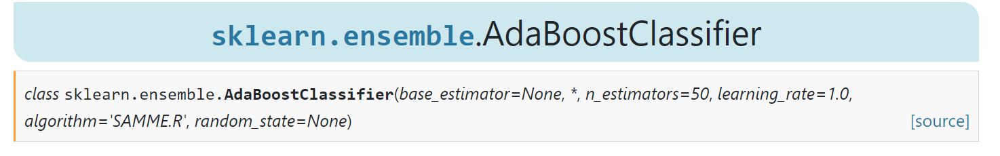 sklearn.ensemble.AdaBoostClassifier
class sklearn.ensemble.AdaBoostClassifier(base_estimator=None, *, n_estimators=50, learning_rate=1.0,
algorithm='SAMME.R', random_state=None) [source]